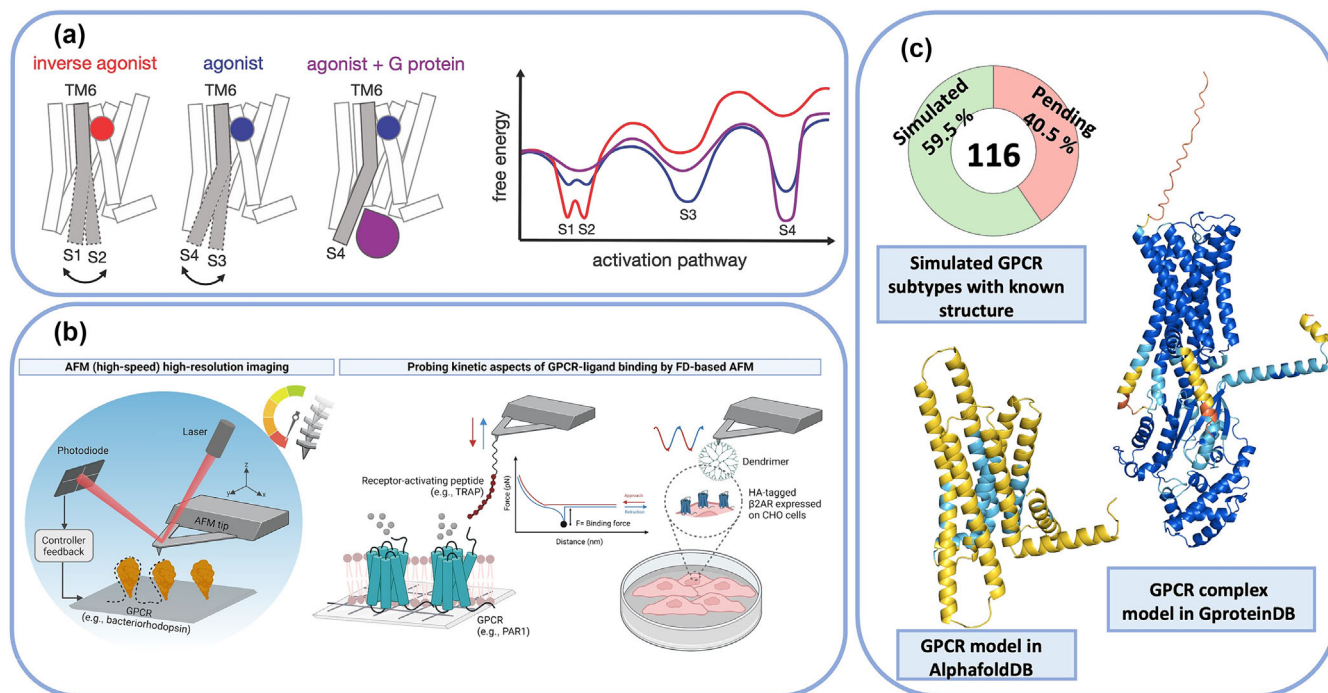 (a)
inverse agonist
TM6
S1 S2
agonist
TM6
S4 S3
agonist + G protein
TM6
S4
free energy
S1 S2
S3
S4
activation pathway
(b)
AFM (high-speed) high-resolution imaging
Photodiode
Laser
z
y
x
AFM tip
Controller
feedback
GPCR
(e.g., bacteriorhodopsin)
Probing kinetic aspects of GPCR-ligand binding by FD-based AFM
Receptor-activating peptide
(e.g., TRAP)
GPCR
(e.g., PAR1)
Force (pN)
Approach
Retraction
F= Binding force
Distance (nm)
Dendrimer
HA-tagged
β2AR expressed
on CHO cells
(c)
Simulated
59.5 %
Pending
40.5 %
116
Simulated GPCR
subtypes with known
structure
GPCR model in
AlphafoldDB
GPCR complex
model in GproteinDB